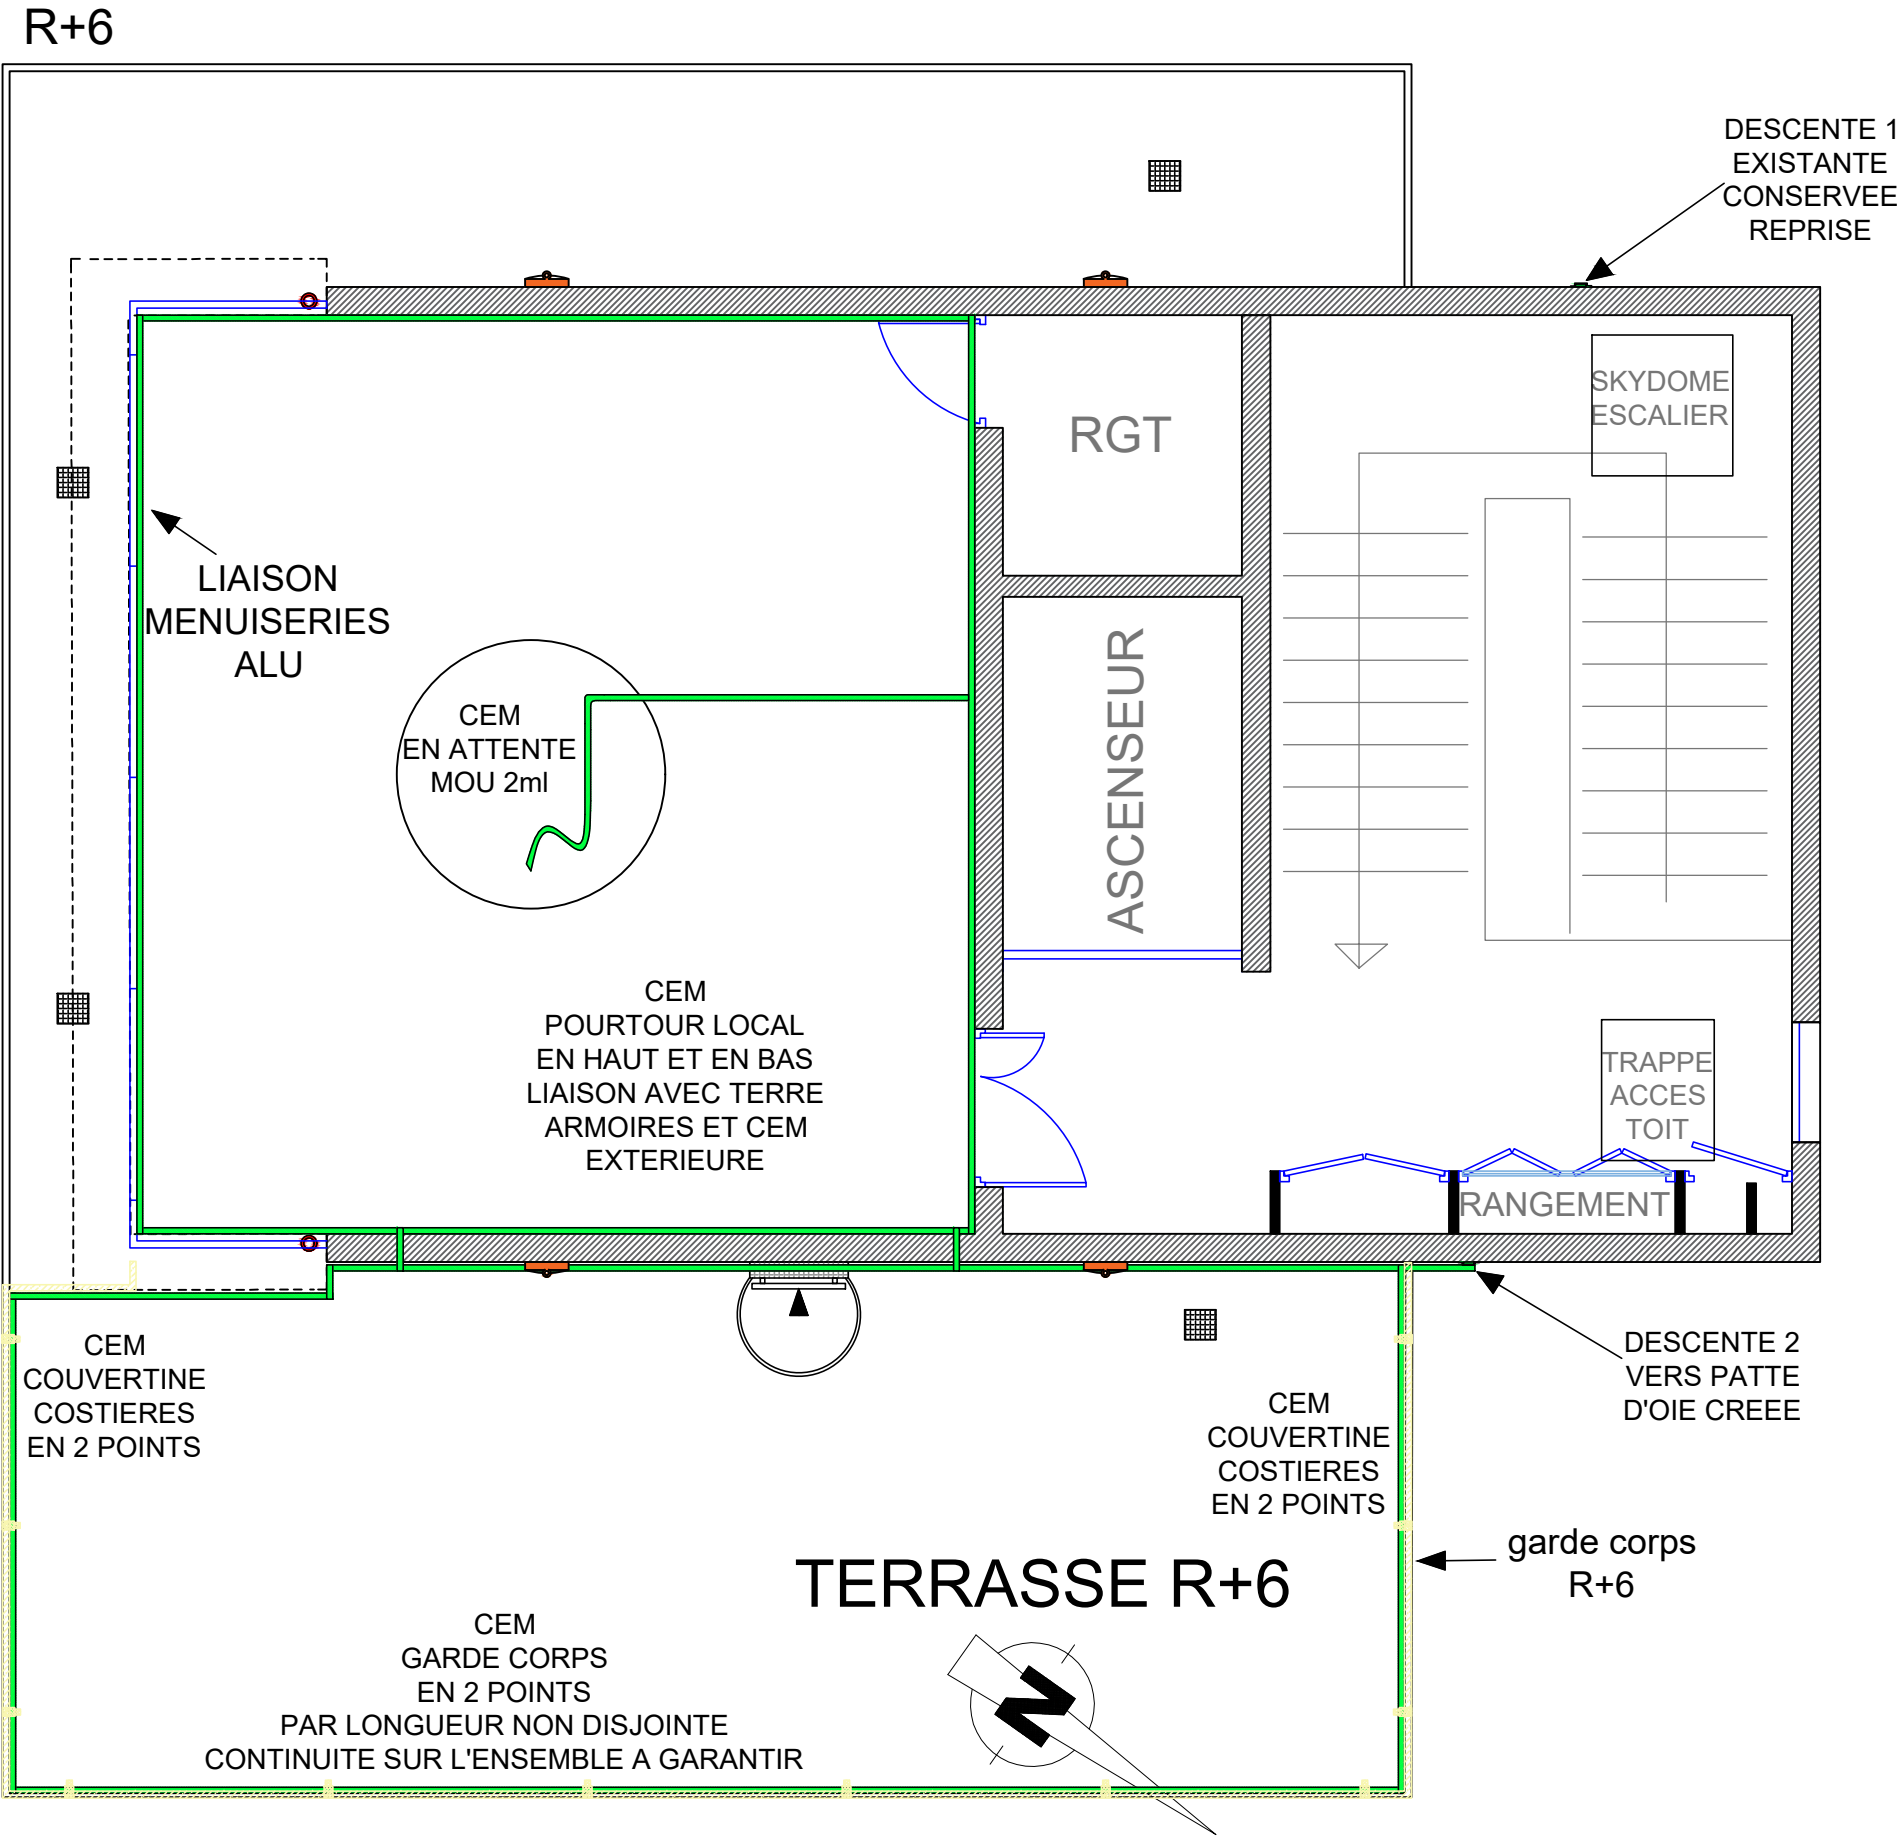 R+6
DESCENTE 1
EXISTANTE
CONSERVEE
REPRISE
SKYDOME
ESCALIER
RGT
LIAISON
MENUISERIES
ALU
ASCENSEUR
CEM
EN ATTENTE
MOU 2ml
CEM
POURTOUR LOCAL
EN HAUT ET EN BAS
LIAISON AVEC TERRE
ARMOIRES ET CEM
EXTERIEURE
TRAPPE
ACCES
TOIT
RANGEMENT
CEM
COUVERTINE
COSTIERES
EN 2 POINTS
DESCENTE 2
VERS PATTE
D'OIE CREEE
CEM
COUVERTINE
COSTIERES
EN 2 POINTS
garde corps
R+6
TERRASSE R+6
CEM
GARDE CORPS
EN 2 POINTS
PAR LONGUEUR NON DISJOINTE
CONTINUITE SUR L'ENSEMBLE A GARANTIR
N